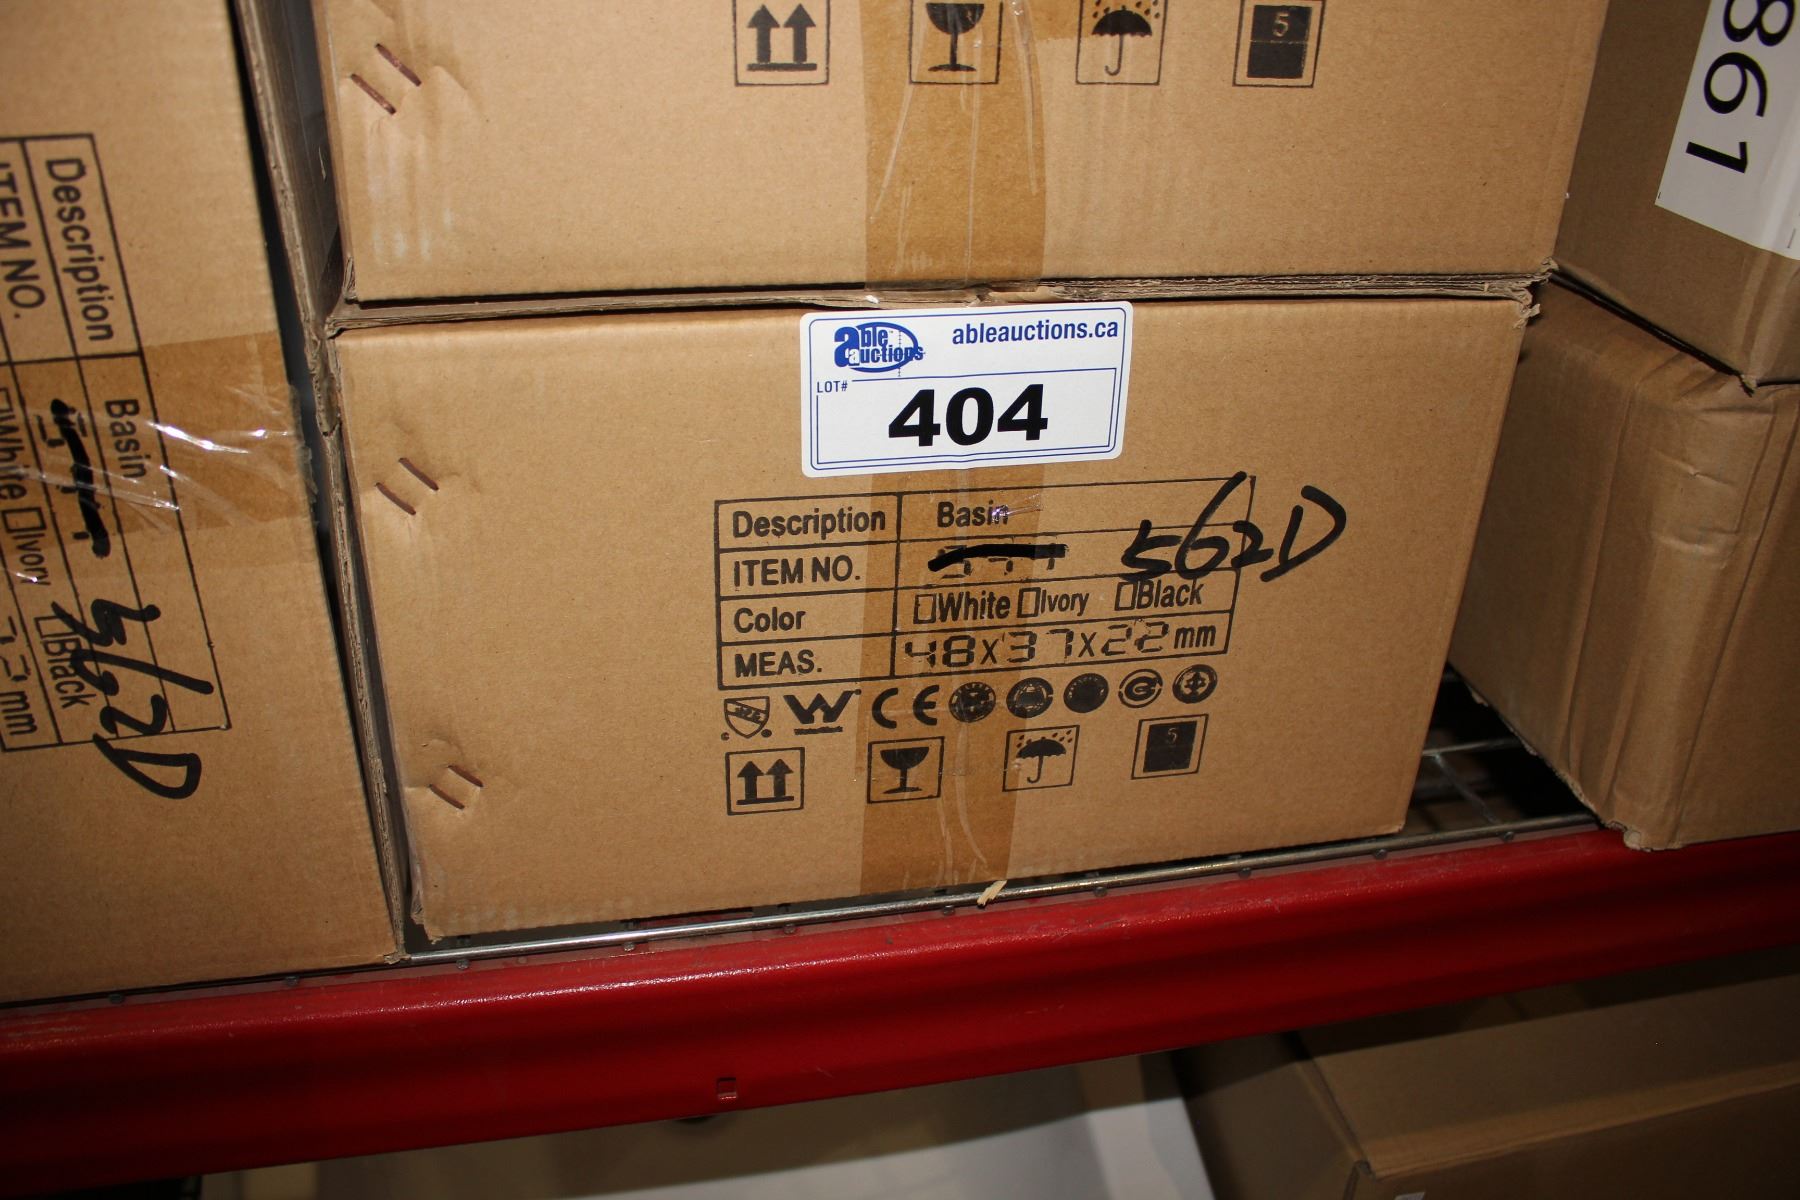 5
861
able auctions
ableauctions.ca
LOT#
404
Description Basin
ITEM NO. 562D
Color White Ivory Black
MEAS. 48x37x22mm
CE
5
Description Basin
ITEM NO. 562D
White Ivory Black
22mm